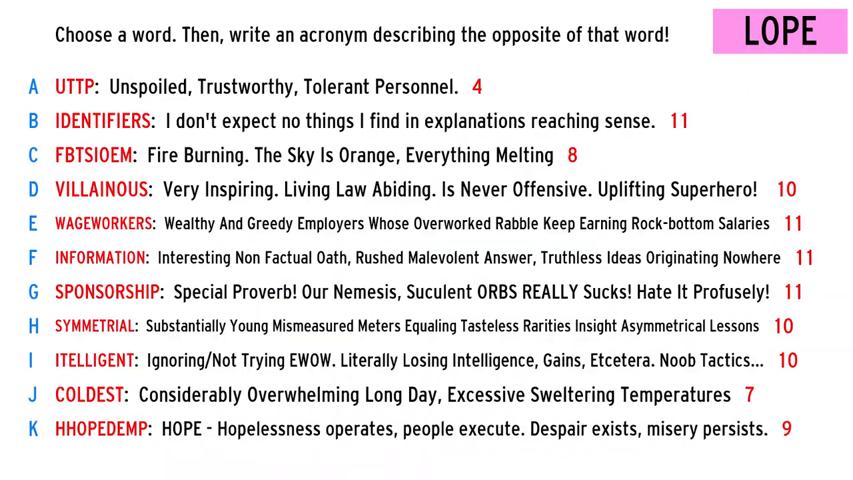 Choose a word. Then, write an acronym describing the opposite of that word!
LOPE
A UTTP: Unspoiled, Trustworthy, Tolerant Personnel. 4
B IDENTIFIERS: I don't expect no things I find in explanations reaching sense. 11
C FBTSIOEM: Fire Burning. The Sky Is Orange, Everything Melting 8
D VILLAINOUS: Very Inspiring. Living Law Abiding. Is Never Offensive. Uplifting Superhero! 10
E WAGEWORKERS: Wealthy And Greedy Employers Whose Overworked Rabble Keep Earning Rock-bottom Salaries 11
F INFORMATION: Interesting Non Factual Oath, Rushed Malevolent Answer, Truthless Ideas Originating Nowhere 11
G SPONSORSHIP: Special Proverb! Our Nemesis, Suculent ORBS REALLY Sucks! Hate It Profusely! 11
H SYMMETRIAL: Substantially Young Mismeasured Meters Equaling Tasteless Rarities Insight Asymmetrical Lessons 10
I ITELLIGENT: Ignoring/Not Trying EWOW. Literally Losing Intelligence, Gains, Etcetera. Noob Tactics... 10
J COLDEST: Considerably Overwhelming Long Day, Excessive Sweltering Temperatures 7
K HHOPEDEMP: HOPE - Hopelessness operates, people execute. Despair exists, misery persists. 9